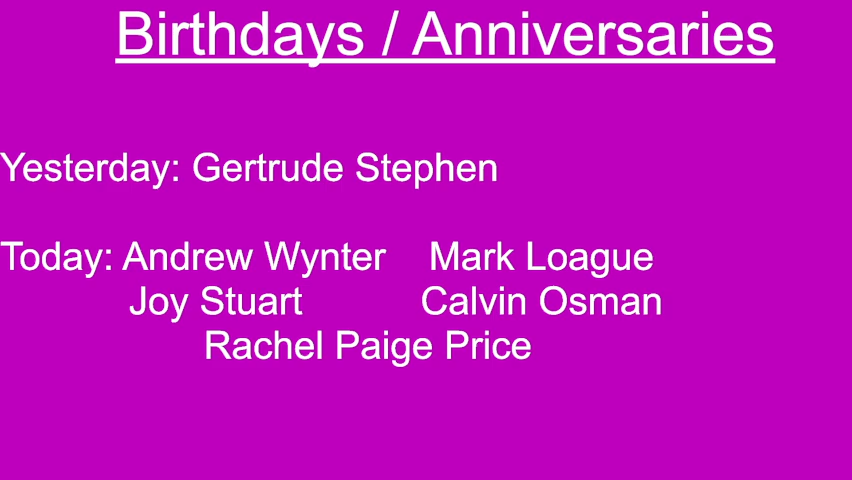 Birthdays / Anniversaries
Yesterday: Gertrude Stephen
Today: Andrew Wynter Mark Loague
Joy Stuart Calvin Osman
Rachel Paige Price